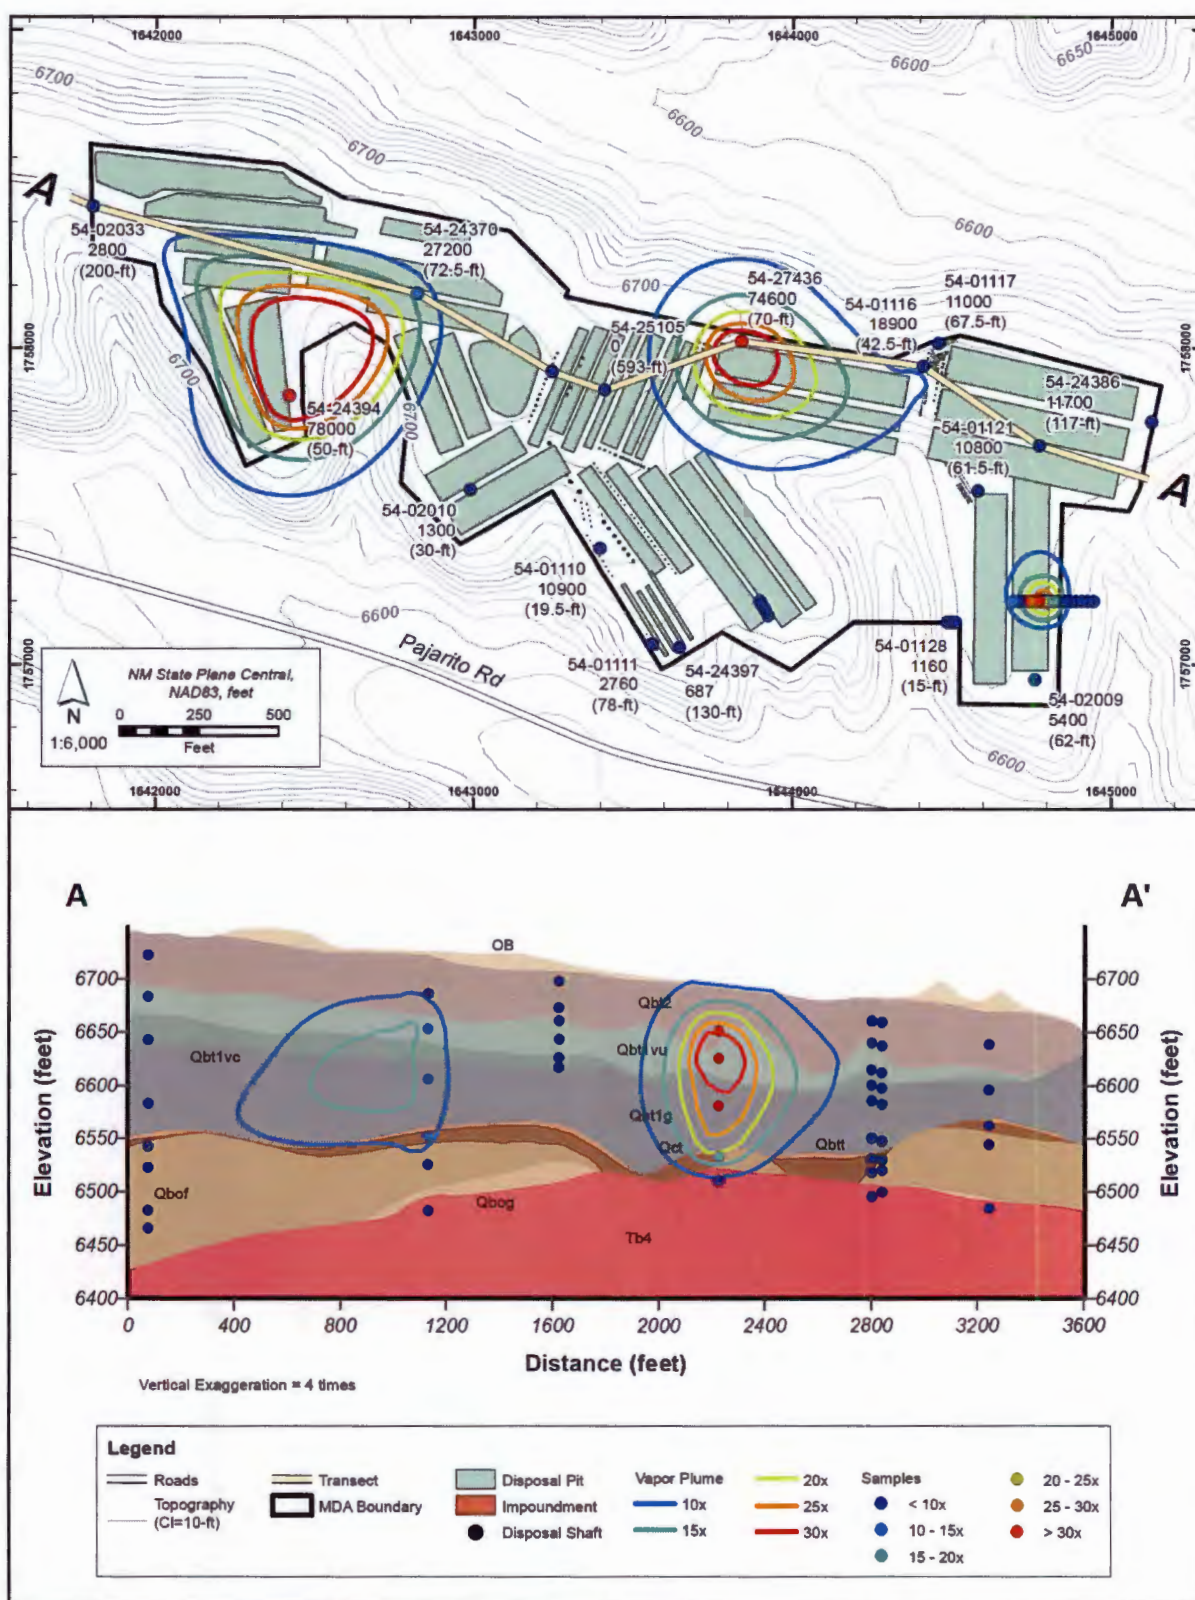 1642000 1643000 1644000 1645000
6700
6600
6650
6600
6700
6600
A
54-02033
2800
(200-ft)
54-24370
27200
(72.5-ft)
6700
54-27436
74600
(70-ft)
54-01116
18900
(42.5-ft)
54-01117
11000
(67.5-ft)
54-25105
0
(593-ft)
1758000
1758000
6700
54-24394
78000
(50-ft)
6700
54-24386
11700
(117-ft)
54-01121
10800
(61.5-ft)
A
54-02010
1300
(30-ft)
54-01110
10900
(19.5-ft)
6600
Pajarito Rd
54-01111
2760
(78-ft)
54-24397
687
(130-ft)
54-01128
1160
(15-ft)
54-02009
5400
(62-ft)
1757000
1757000
6600
NM State Plane Central,
NAD83, feet
N
1:6,000
0 250 500
Feet
1642000 1643000 1644000 1645000
A A'
OB
6700 6700
Qbt2
6650 6650
Qbt1vc
Qbt1vu
6600 6600
Qbt1g
6550 6550
Qct
Qbtt
Qbof
6500 6500
Qbog
Tb4
6450 6450
6400 6400
Elevation (feet)
Elevation (feet)
0 400 800 1200 1600 2000 2400 2800 3200 3600
Distance (feet)
Vertical Exaggeration = 4 times
Legend
Roads
Topography
(CI=10-ft)
Transect
MDA Boundary
Disposal Pit
Impoundment
Disposal Shaft
Vapor Plume
10x
15x
20x
25x
30x
Samples
< 10x
10 - 15x
15 - 20x
20 - 25x
25 - 30x
> 30x